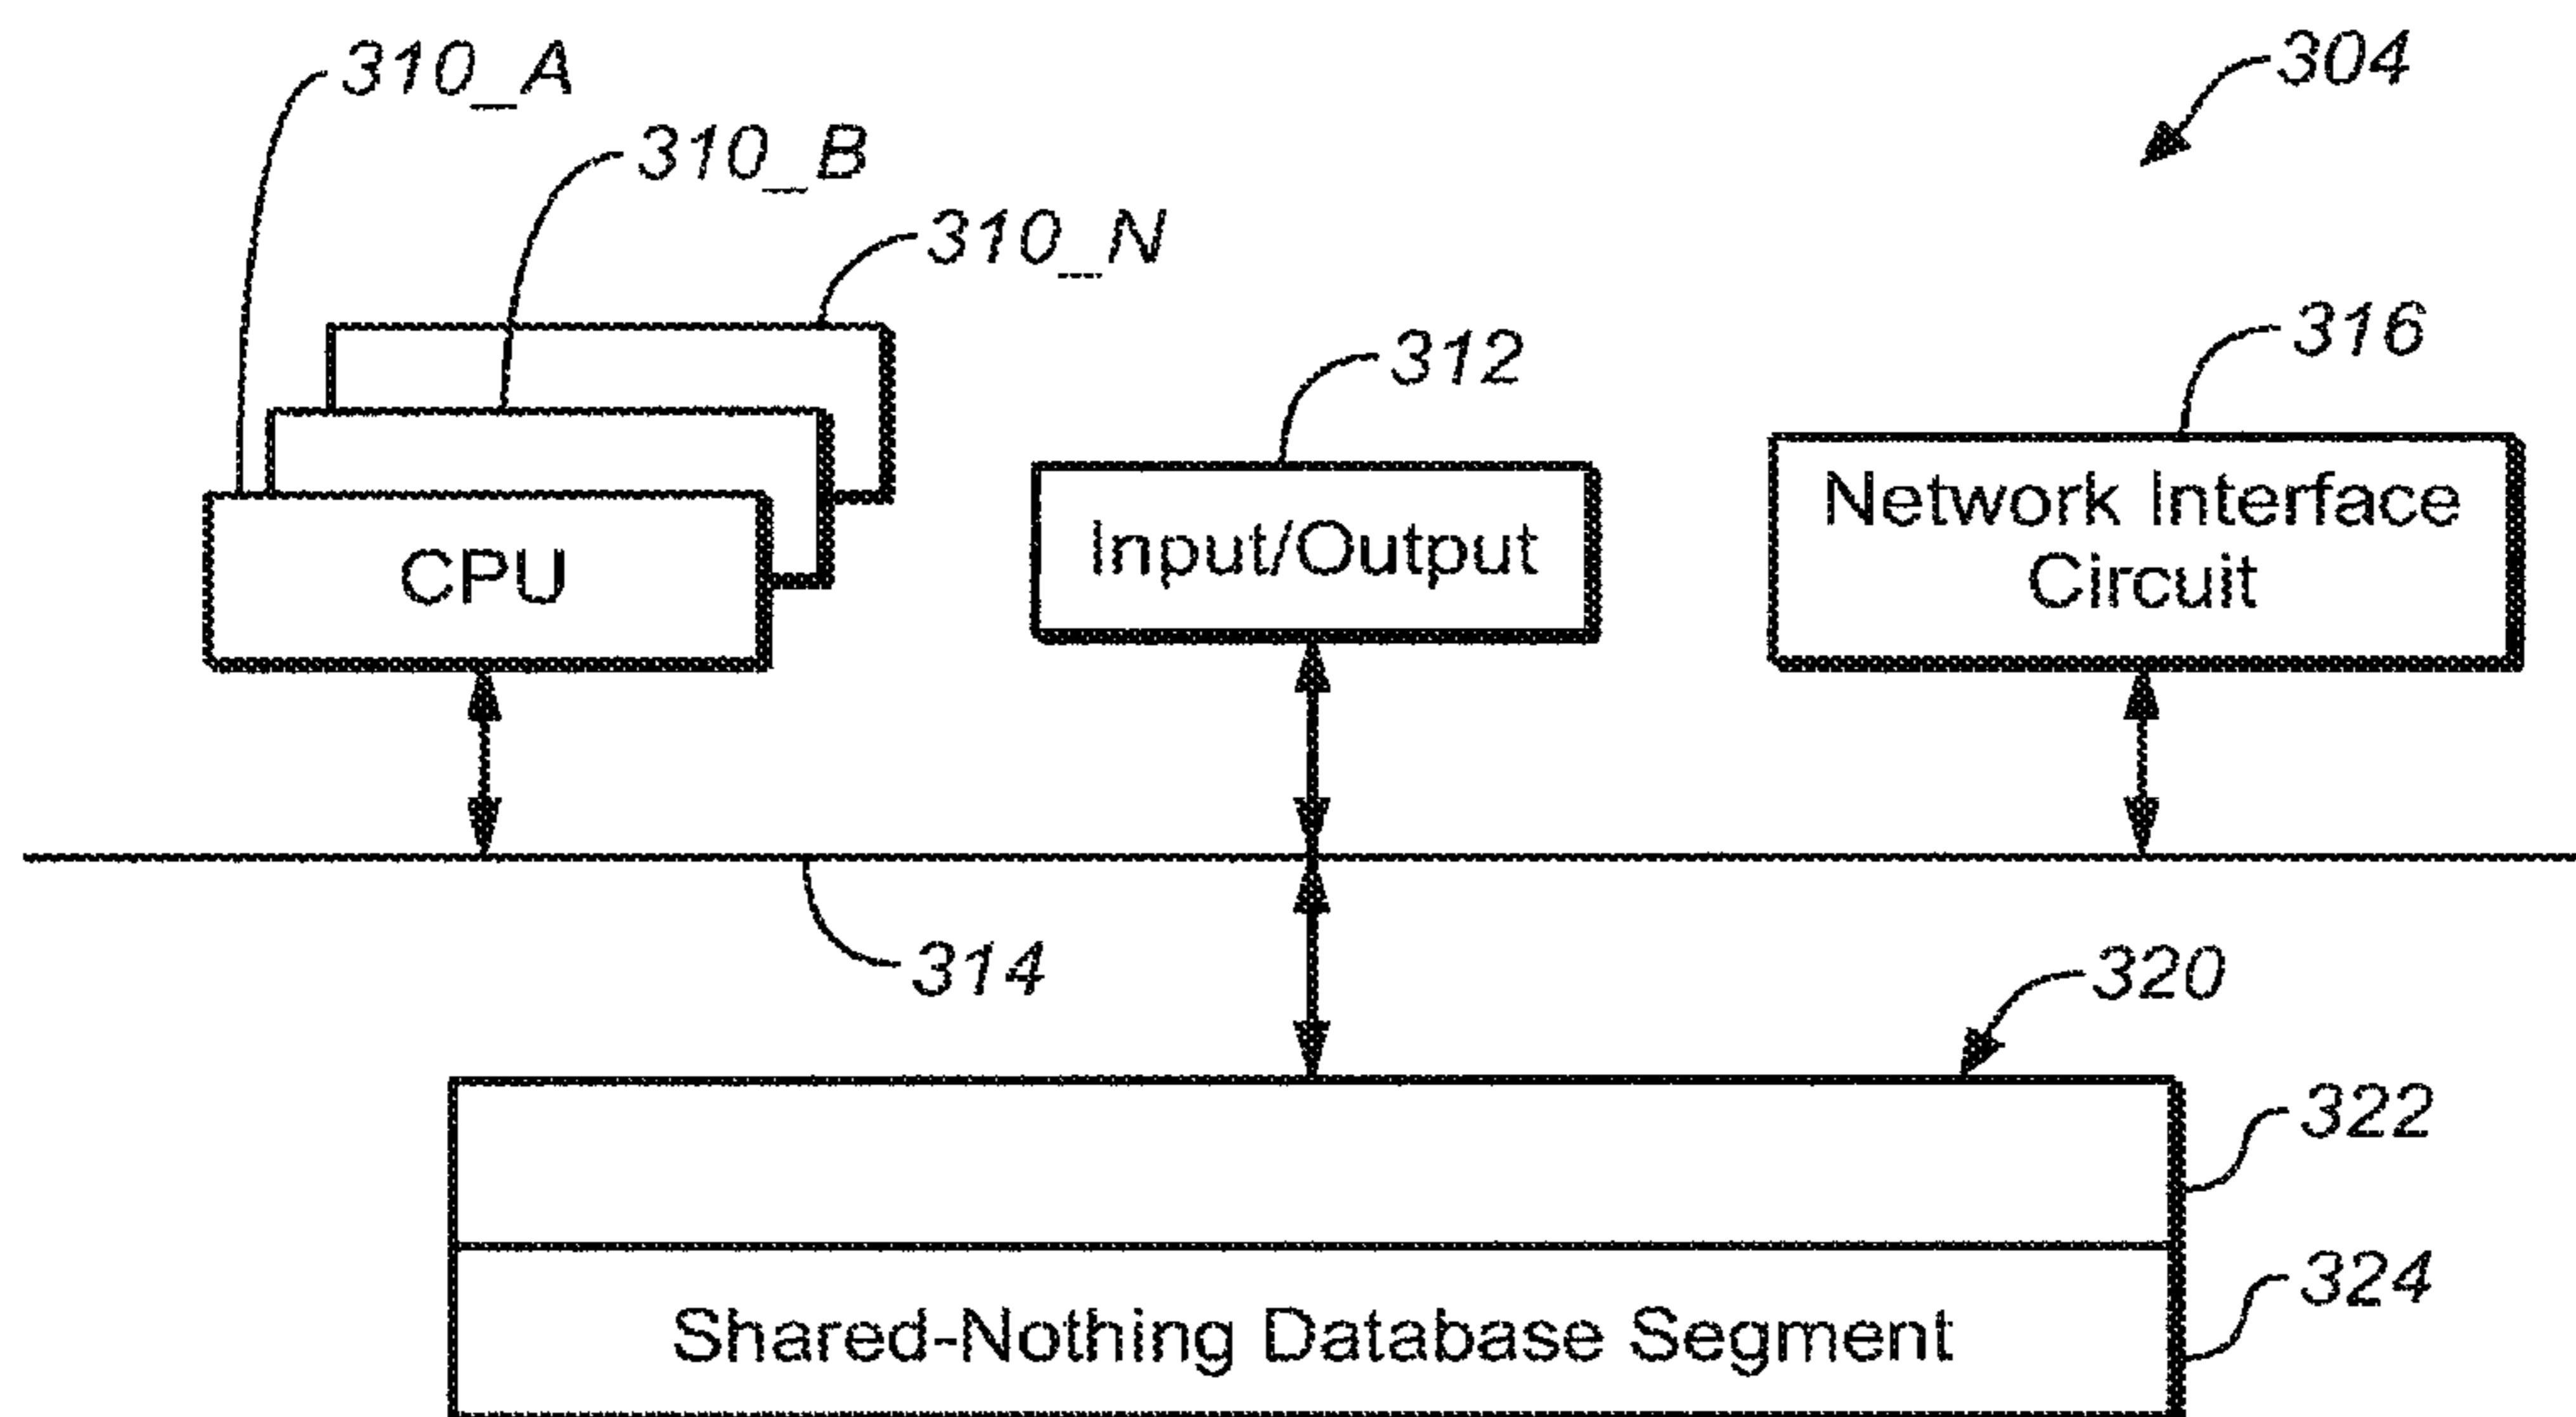 310_A
304
310_B
310_N
312
316
CPU
Input/Output
Network Interface
Circuit
314
320
322
324
Shared-Nothing Database Segment